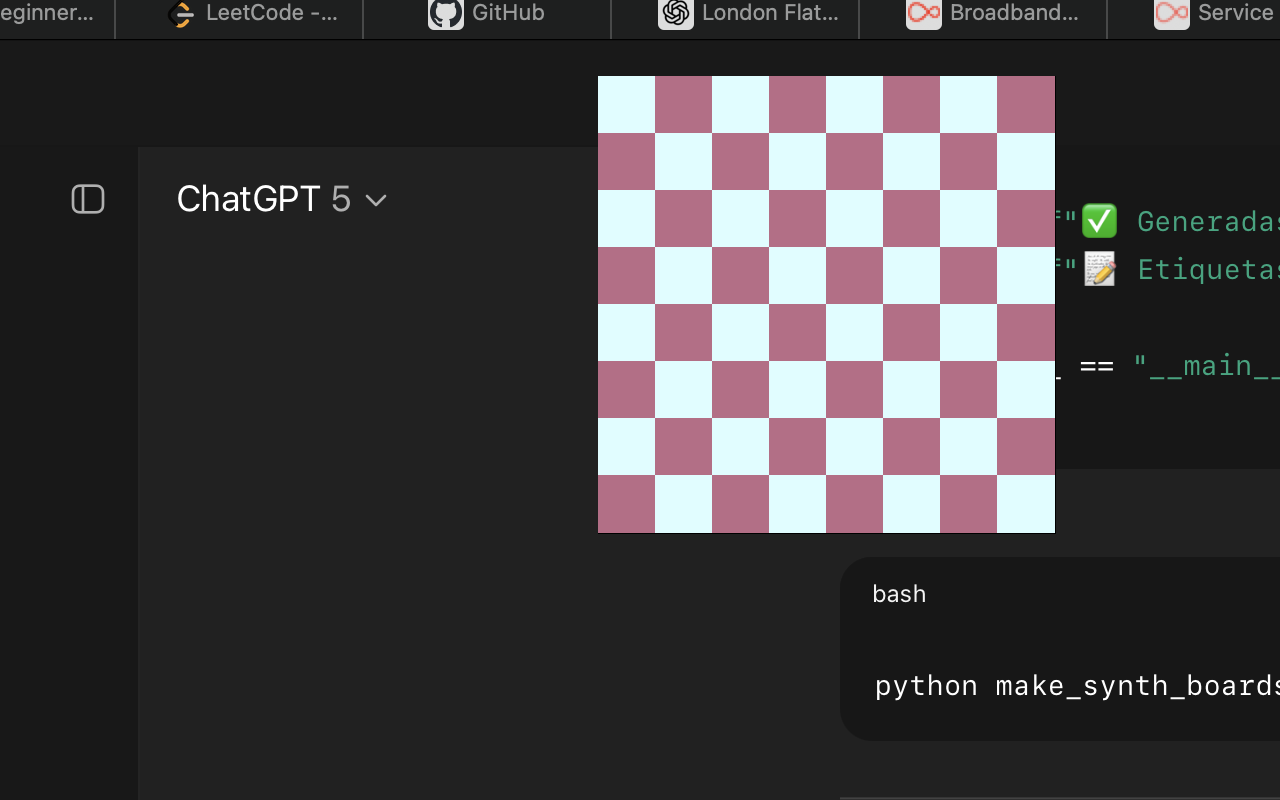 eginner...
LeetCode -...
GitHub
London Flat...
Broadband...
Service
ChatGPT 5
"✅ Generadas
"📝 Etiquetas
== "__main__
bash
python make_synth_boards